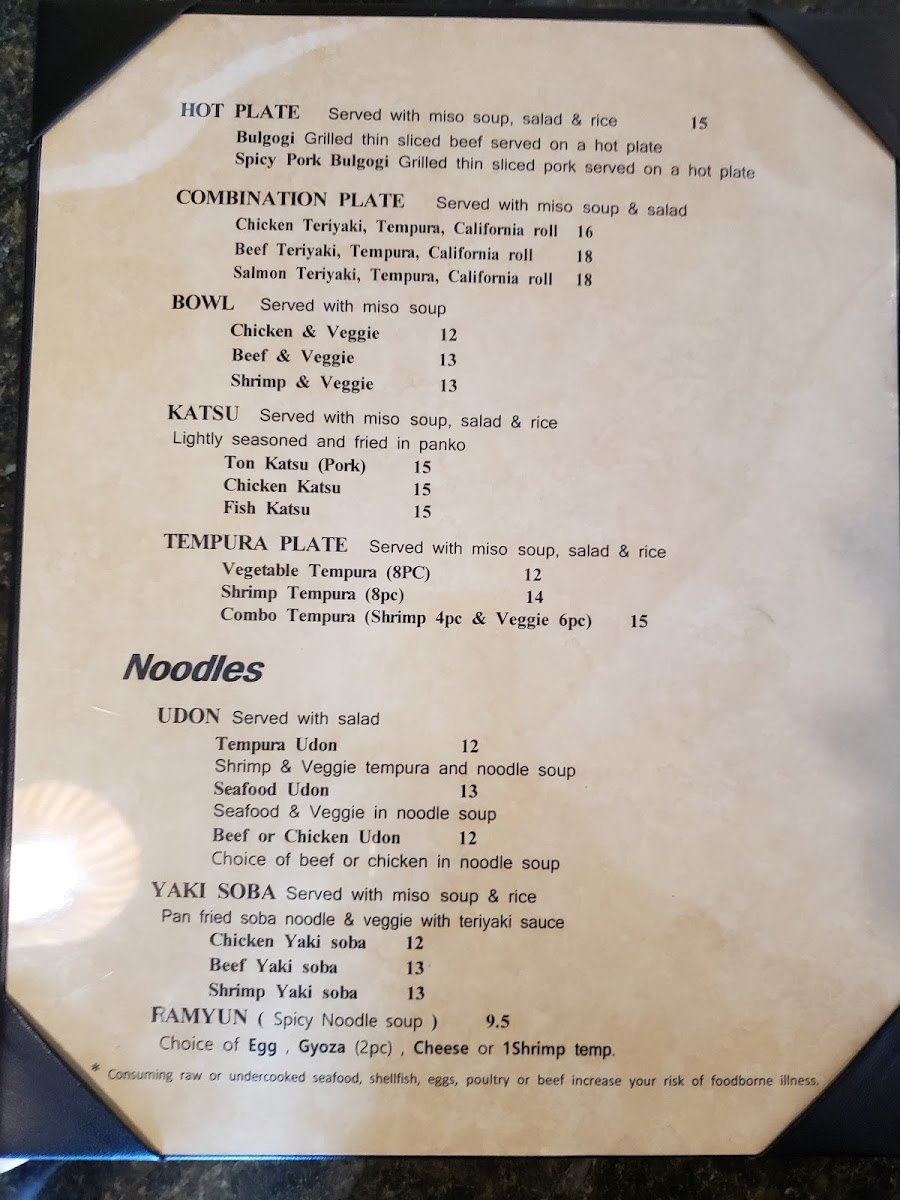 HOT PLATE Served with miso soup, salad & rice 15
Bulgogi Grilled thin sliced beef served on a hot plate
Spicy Pork Bulgogi Grilled thin sliced pork served on a hot plate
COMBINATION PLATE Served with miso soup & salad
Chicken Teriyaki, Tempura, California roll 16
Beef Teriyaki, Tempura, California roll 18
Salmon Teriyaki, Tempura, California roll 18
BOWL Served with miso soup
Chicken & Veggie 12
Beef & Veggie 13
Shrimp & Veggie 13
KATSU Served with miso soup, salad & rice
Lightly seasoned and fried in panko
Ton Katsu (Pork) 15
Chicken Katsu 15
Fish Katsu 15
TEMPURA PLATE Served with miso soup, salad & rice
Vegetable Tempura (8PC) 12
Shrimp Tempura (8pc) 14
Combo Tempura (Shrimp 4pc & Veggie 6pc) 15
Noodles
UDON Served with salad
Tempura Udon 12
Shrimp & Veggie tempura and noodle soup
Seafood Udon 13
Seafood & Veggie in noodle soup
Beef or Chicken Udon 12
Choice of beef or chicken in noodle soup
YAKI SOBA Served with miso soup & rice
Pan fried soba noodle & veggie with teriyaki sauce
Chicken Yaki soba 12
Beef Yaki soba 13
Shrimp Yaki soba 13
RAMYUN ( Spicy Noodle soup ) 9.5
Choice of Egg , Gyoza (2pc) , Cheese or 1Shrimp temp.
* Consuming raw or undercooked seafood, shellfish, eggs, poultry or beef increase your risk of foodborne illness.